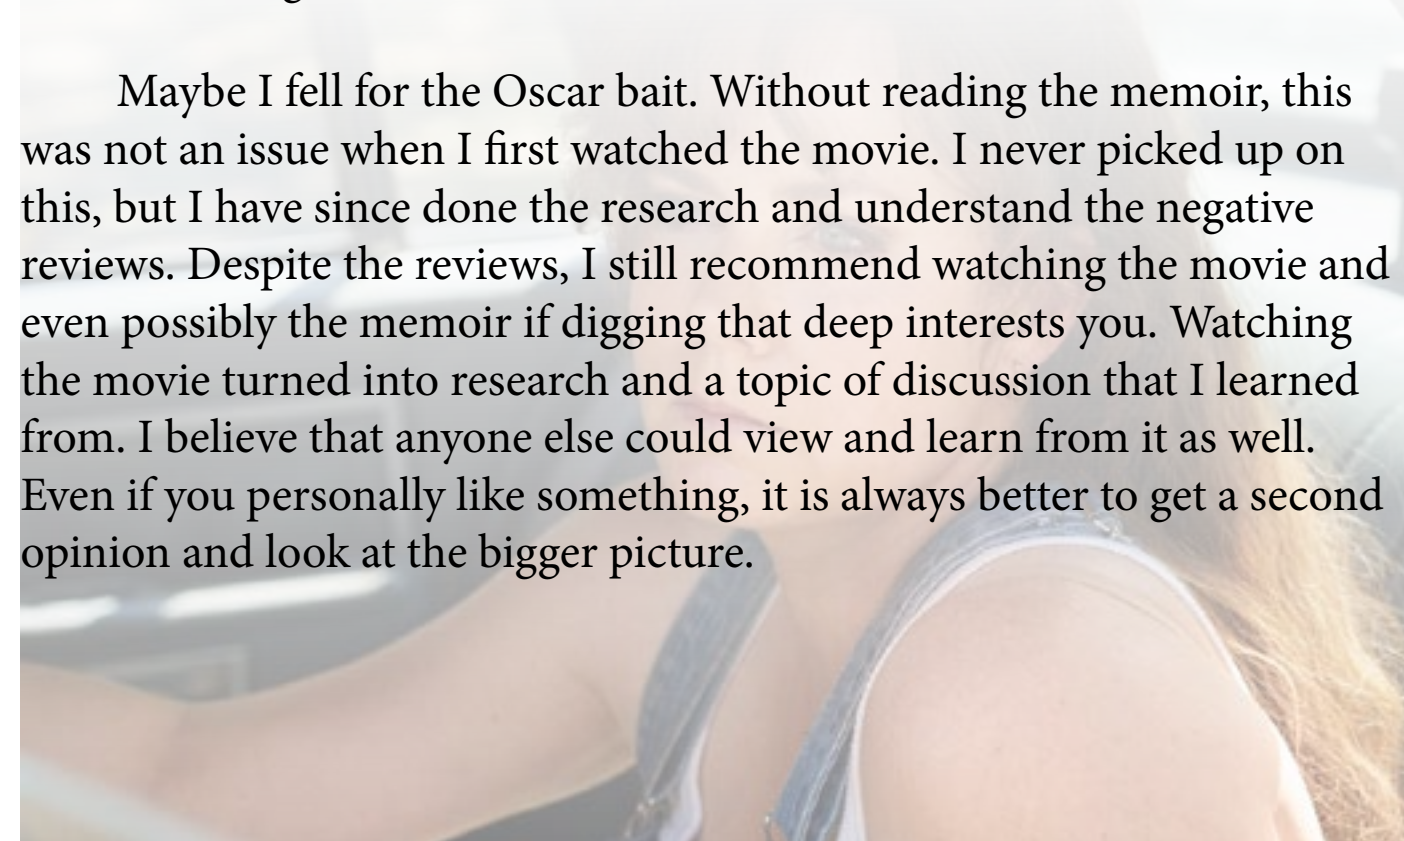 Maybe I fell for the Oscar bait. Without reading the memoir, this
was not an issue when I first watched the movie. I never picked up on
this, but I have since done the research and understand the negative
reviews. Despite the reviews, I still recommend watching the movie and
even possibly the memoir if digging that deep interests you. Watching
the movie turned into research and a topic of discussion that I learned
from. I believe that anyone else could view and learn from it as well.
Even if you personally like something, it is always better to get a second
opinion and look at the bigger picture.